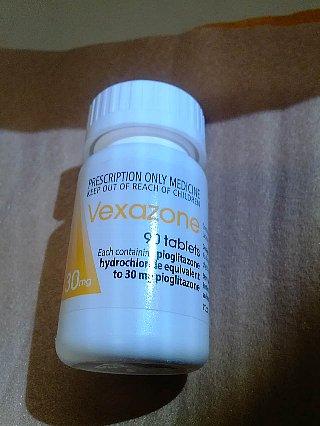 PRESCRIPTION ONLY MEDICINE
KEEP OUT OF REACH OF CHILDREN
Vexazone
90 tablets
Each containing pioglitazone
hydrochloride equivalent
to 30 mg pioglitazone
30mg